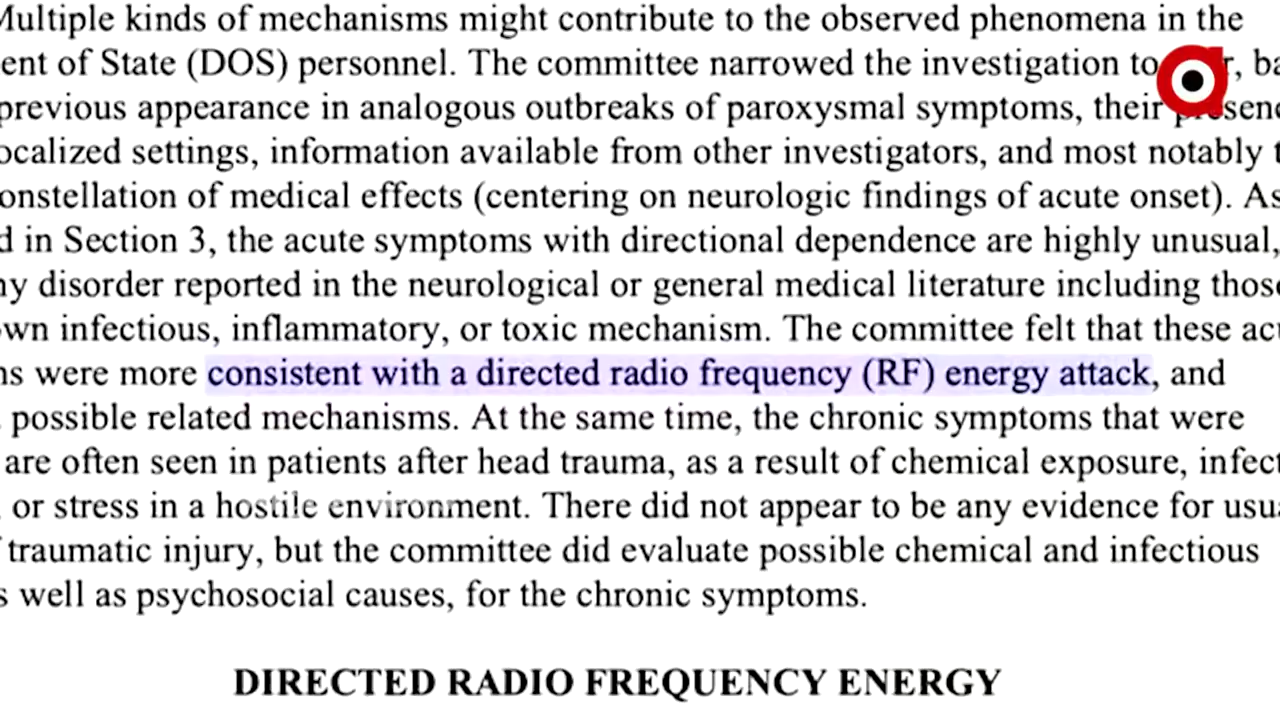 Multiple kinds of mechanisms might contribute to the observed phenomena in the
ent of State (DOS) personnel. The committee narrowed the investigation to
previous appearance in analogous outbreaks of paroxysmal symptoms, their
ocalized settings, information available from other investigators, and most notably
onstellation of medical effects (centering on neurologic findings of acute onset). As
d in Section 3, the acute symptoms with directional dependence are highly unusual,
ny disorder reported in the neurological or general medical literature including those
own infectious, inflammatory, or toxic mechanism. The committee felt that these
ns were more consistent with a directed radio frequency (RF) energy attack, and
possible related mechanisms. At the same time, the chronic symptoms that were
are often seen in patients after head trauma, as a result of chemical exposure, infect
, or stress in a hostile environment. There did not appear to be any evidence for usu
traumatic injury, but the committee did evaluate possible chemical and infectious
s well as psychosocial causes, for the chronic symptoms.
DIRECTED RADIO FREQUENCY ENERGY